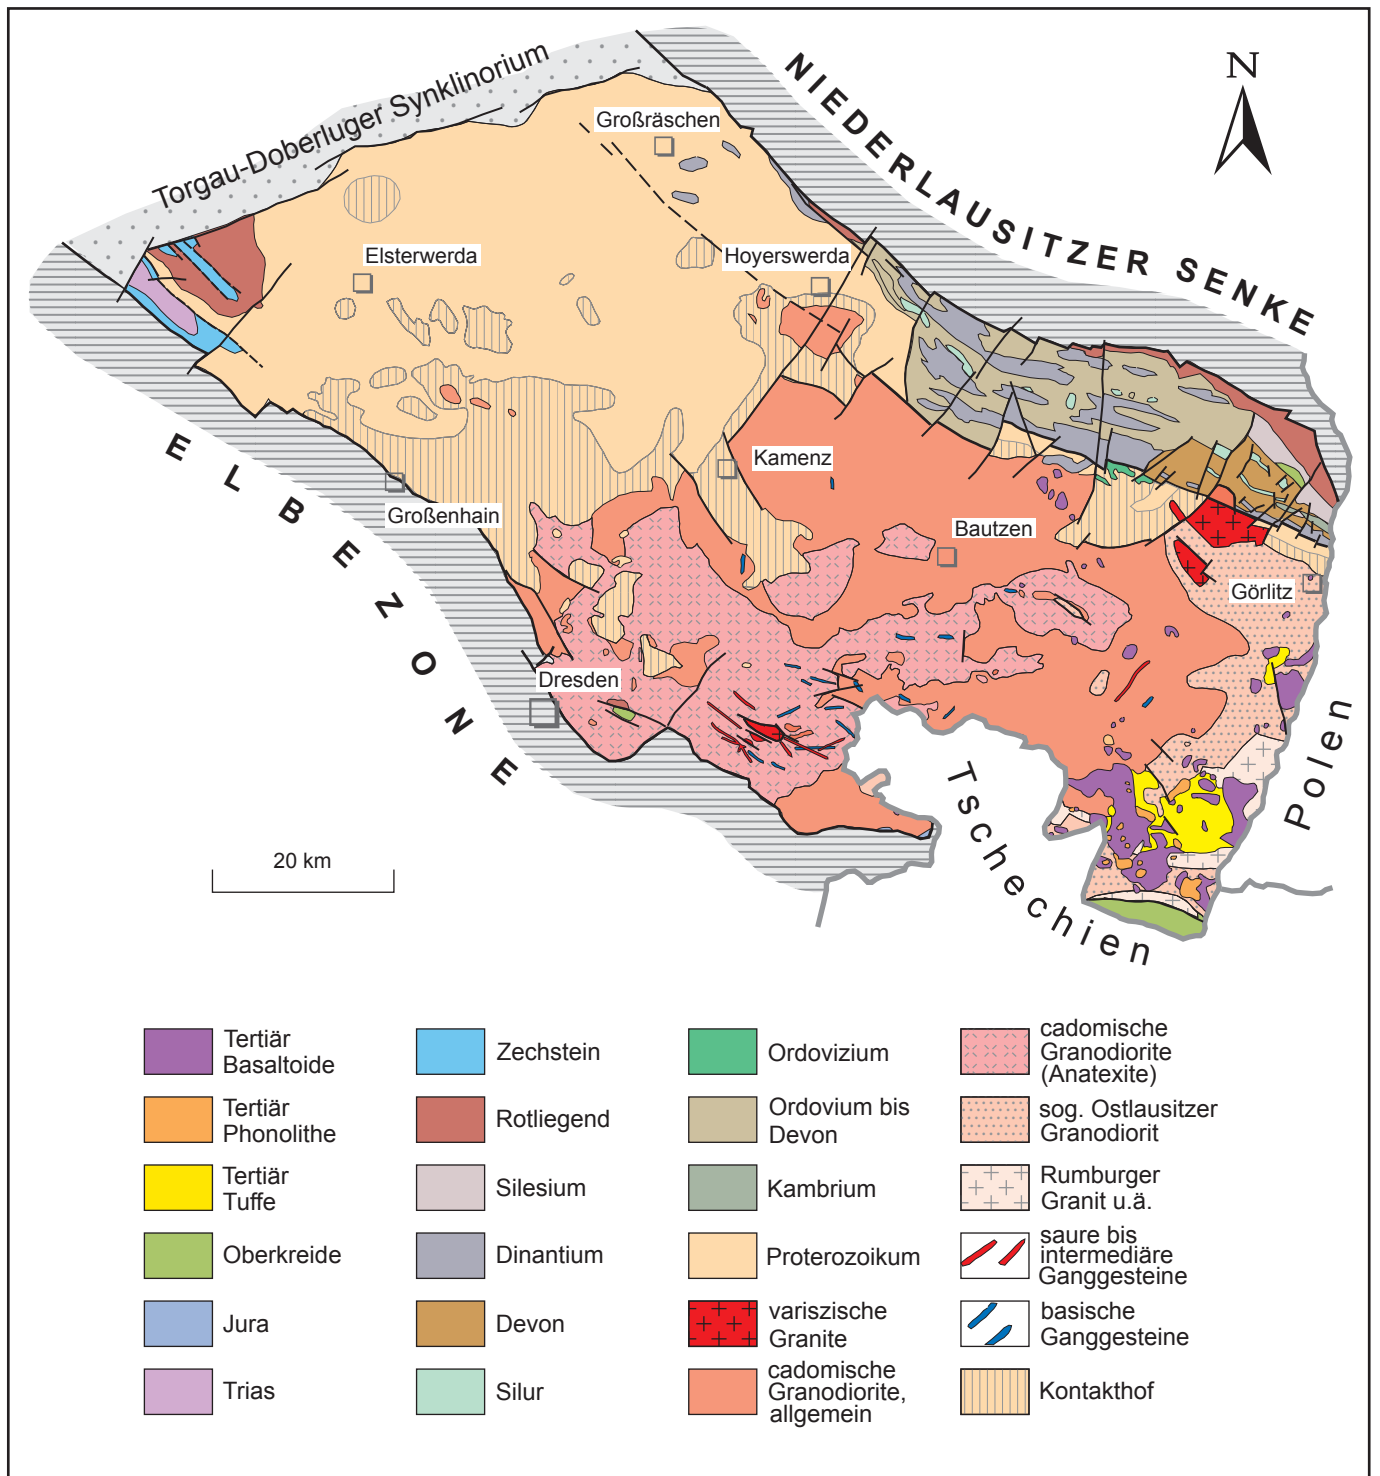 N
Torgau-Doberluger Synklinorium
NIEDERLAUSITZER SENKE
Großräschen
Elsterwerda
Hoyerswerda
Kamenz
Großenhain
Bautzen
Görlitz
Dresden
ELBEZONE
Polen
Tschechien
20 km
Tertiär
Basaltoide
Tertiär
Phonolithe
Tertiär
Tuffe
Oberkreide
Jura
Trias
Zechstein
Rotliegend
Silesium
Dinantium
Devon
Silur
Ordovizium
Ordovium bis
Devon
Kambrium
Proterozoikum
variszische
Granite
cadomische
Granodiorite,
allgemein
cadomische
Granodiorite
(Anatexite)
sog. Ostlausitzer
Granodiorit
Rumburger
Granit u.ä.
saure bis
intermediäre
Ganggesteine
basische
Ganggesteine
Kontakthof